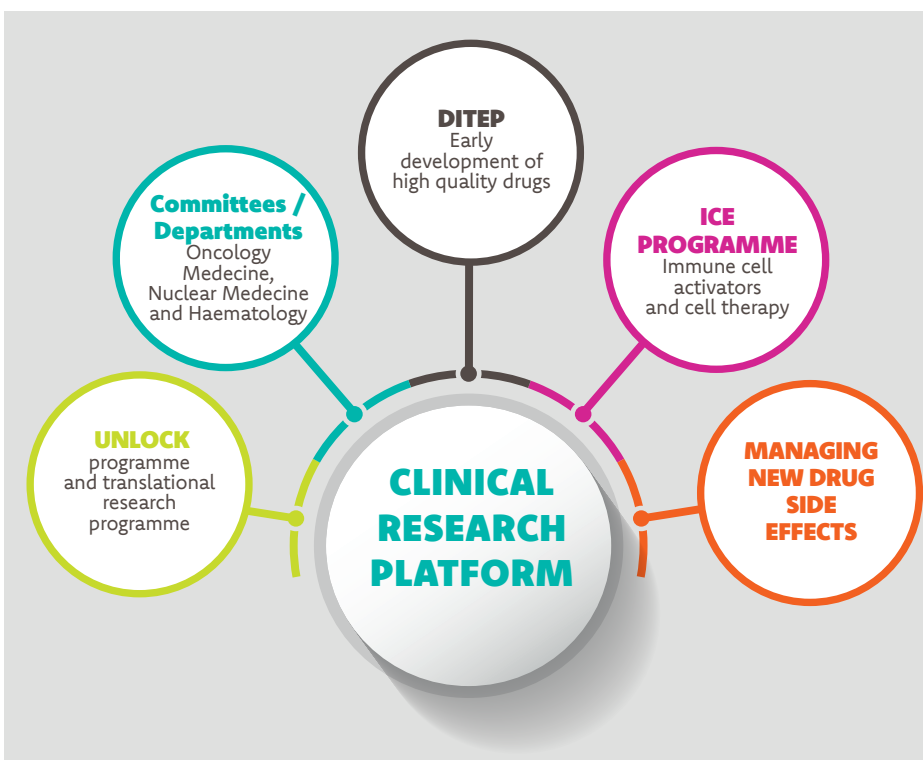 DITEP
Early
development of
high quality drugs
Committees /
Departments
Oncology
Medecine,
Nuclear Medecine
and Haematology
ICE
PROGRAMME
Immune cell
activators
and cell therapy
UNLOCK
programme
and translational
research
programme
MANAGING
NEW DRUG
SIDE
EFFECTS
CLINICAL
RESEARCH
PLATFORM